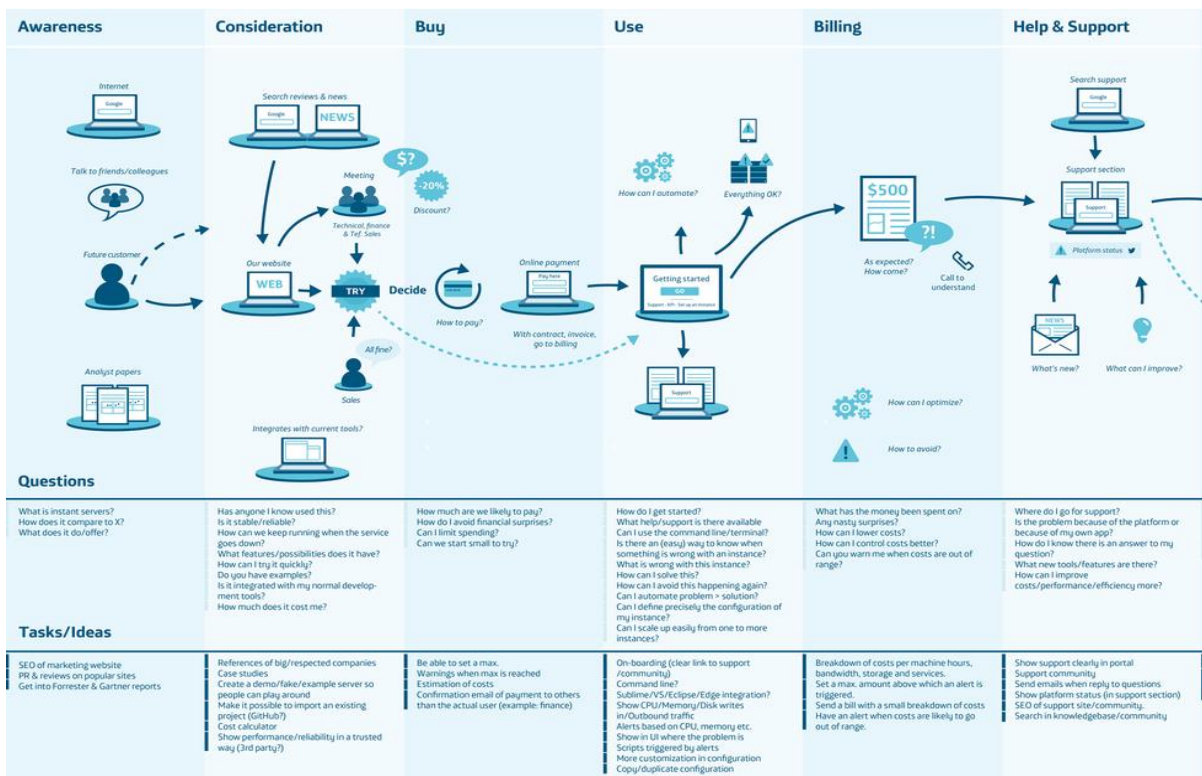 Awareness
Consideration
Buy
Use
Billing
Help & Support
Internet
Google
Talk to friends/colleagues
Future customer
Analyst papers
Search reviews & news
Google
NEWS
Meeting
$?
-20%
Discount?
Technical, finance
& Tef. Sales
Our website
WEB
TRY
Decide
All fine?
Sales
Integrates with current tools?
How to pay?
Online payment
Pay here
With contract, invoice,
go to billing
How can I automate?
Everything OK?
Getting started
GO
Support - API - Set up an instance
Support
$500
?!
As expected?
How come?
Call to
understand
How can I optimize?
How to avoid?
Search support
Google
Support section
Support
Platform status
NEWS
What's new?
What can I improve?
Questions
What is instant servers?
How does it compare to X?
What does it do/offer?
Has anyone I know used this?
Is it stable/reliable?
How can we keep running when the service
goes down?
What features/possibilities does it have?
How can I try it quickly?
Do you have examples?
Is it integrated with my normal develop-
ment tools?
How much does it cost me?
How much are we likely to pay?
How do I avoid financial surprises?
Can I limit spending?
Can we start small to try?
How do I get started?
What help/support is there available
Can I use the command line/terminal?
Is there an (easy) way to know when
something is wrong with an instance?
What is wrong with this instance?
How can I solve this?
How can I avoid this happening again?
Can I automate problem > solution?
Can I define precisely the configuration of
my instance?
Can I scale up easily from one to more
instances?
What has the money been spent on?
Any nasty surprises?
How can I lower costs?
How can I control costs better?
Can you warn me when costs are out of
range?
Where do I go for support?
Is the problem because of the platform or
because of my own app?
How do I know there is an answer to my
question?
What new tools/features are there?
How can I improve
costs/performance/efficiency more?
Tasks/Ideas
SEO of marketing website
PR & reviews on popular sites
Get into Forrester & Gartner reports
References of big/respected companies
Case studies
Create a demo/fake/example server so
people can play around
Make it possible to import an existing
project (GitHub?)
Cost calculator
Show performance/reliability in a trusted
way (3rd party?)
Be able to set a max.
Warnings when max is reached
Estimation of costs
Confirmation email of payment to others
than the actual user (example: finance)
On-boarding (clear link to support
/community)
Command line?
Sublime/VS/Eclipse/Edge integration?
Show CPU/Memory/Disk writes
in/Outbound traffic
Alerts based on CPU, memory etc.
Show in UI where the problem is
Scripts triggered by alerts
More customization in configuration
Copy/duplicate configuration
Breakdown of costs per machine hours,
bandwidth, storage and services.
Set a max. amount above which an alert is
triggered.
Send a bill with a small breakdown of costs
Have an alert when costs are likely to go
out of range.
Show support clearly in portal
Support community
Send emails when reply to questions
Show platform status (in support section)
SEO of support site/community.
Search in knowledgebase/community